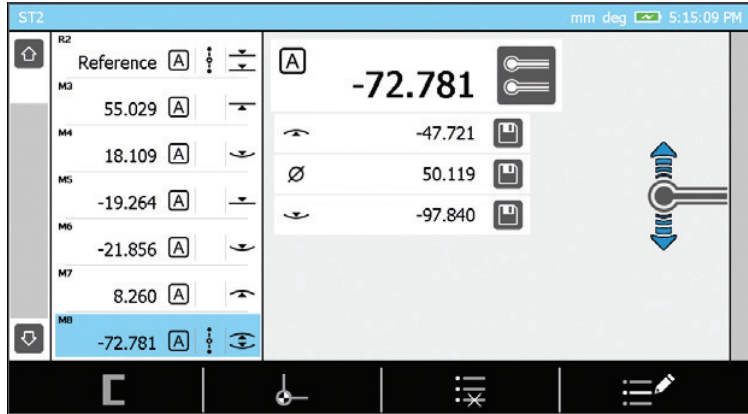 ST2 mm deg 5:15:09 PM
R2
Reference A
M3
55.029 A
M4
18.109 A
M5
-19.264 A
M6
-21.856 A
M7
8.260 A
M8
-72.781 A
A
-72.781
-47.721
Ø 50.119
-97.840